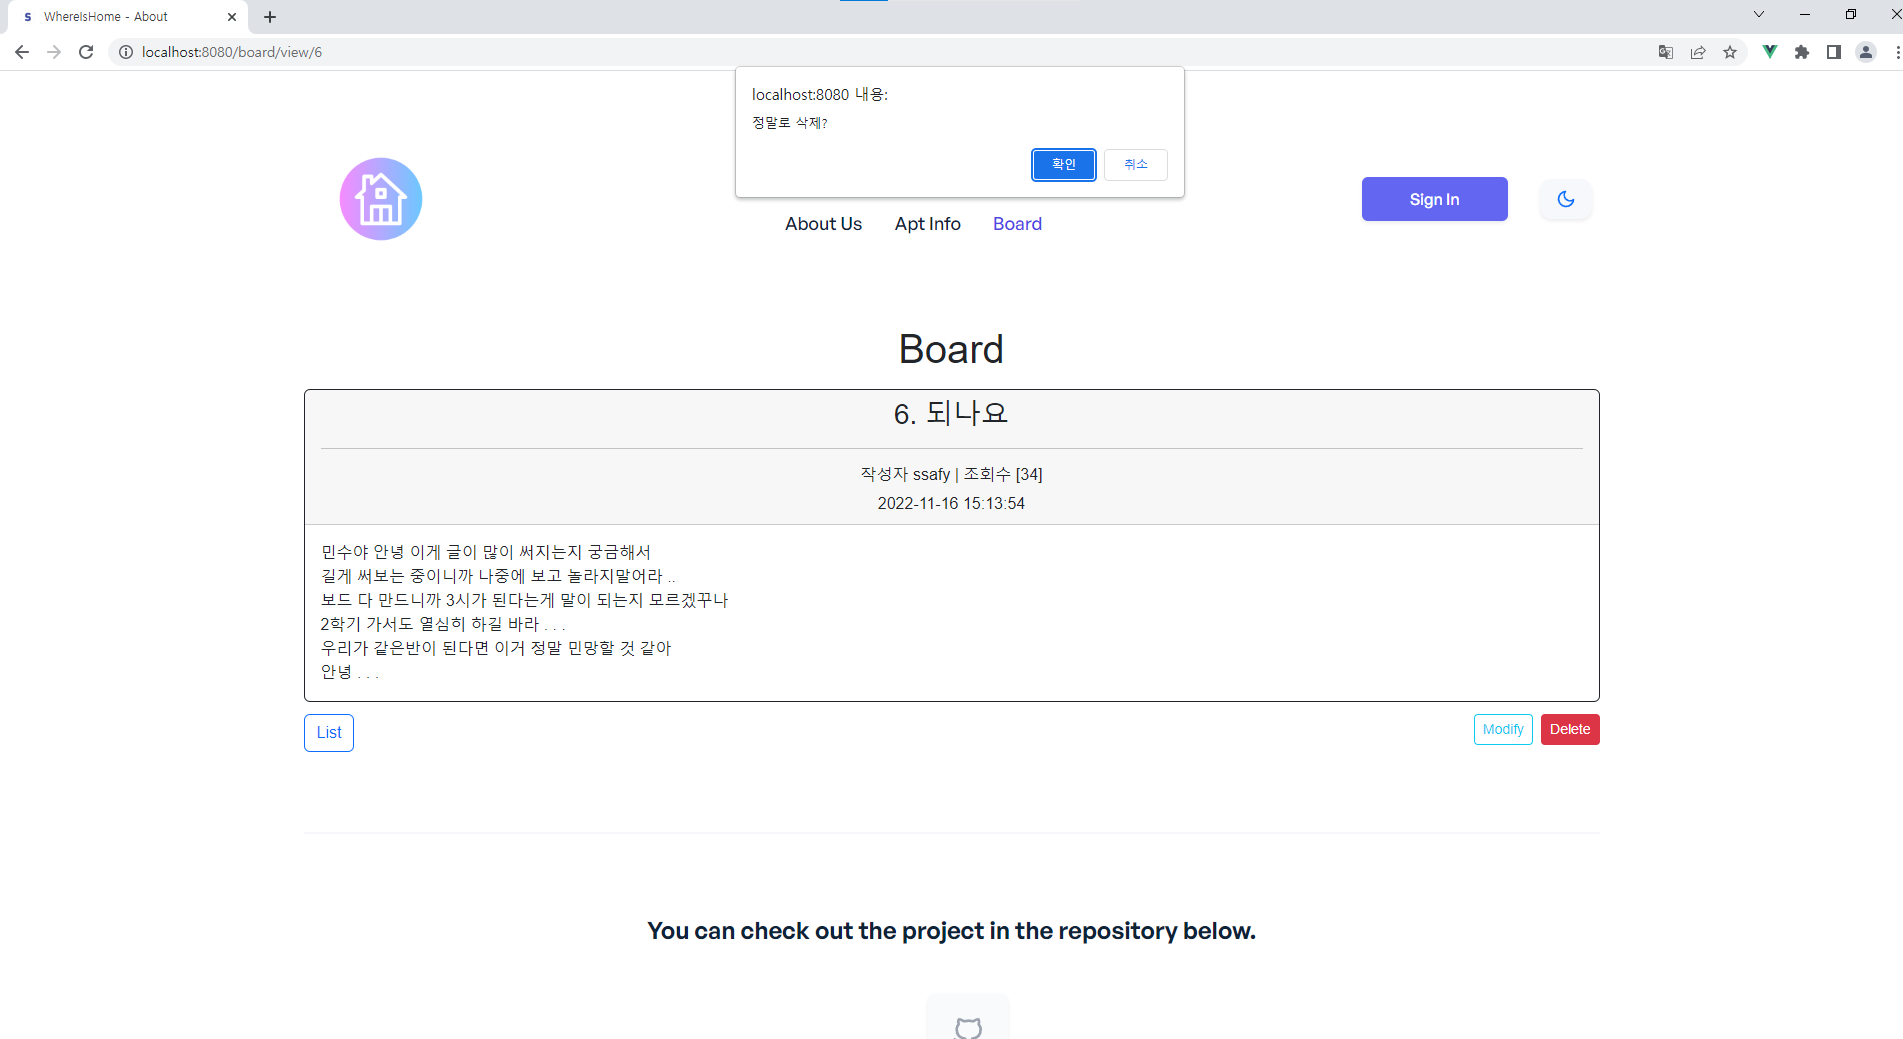 S WhereIsHome - About
localhost:8080/board/view/6
localhost:8080 내용:
정말로 삭제?
확인 취소
About Us Apt Info Board
Sign In
Board
6. 되나요
작성자 ssafy | 조회수 [34]
2022-11-16 15:13:54
민수야 안녕 이게 글이 많이 써지는지 궁금해서
길게 써보는 중이니까 나중에 보고 놀라지말어라 ..
보드 다 만드니까 3시가 된다는게 말이 되는지 모르겠꾸나
2학기 가서도 열심히 하길 바라 . . .
우리가 같은반이 된다면 이거 정말 민망할 것 같아
안녕 . . .
List Modify Delete
You can check out the project in the repository below.